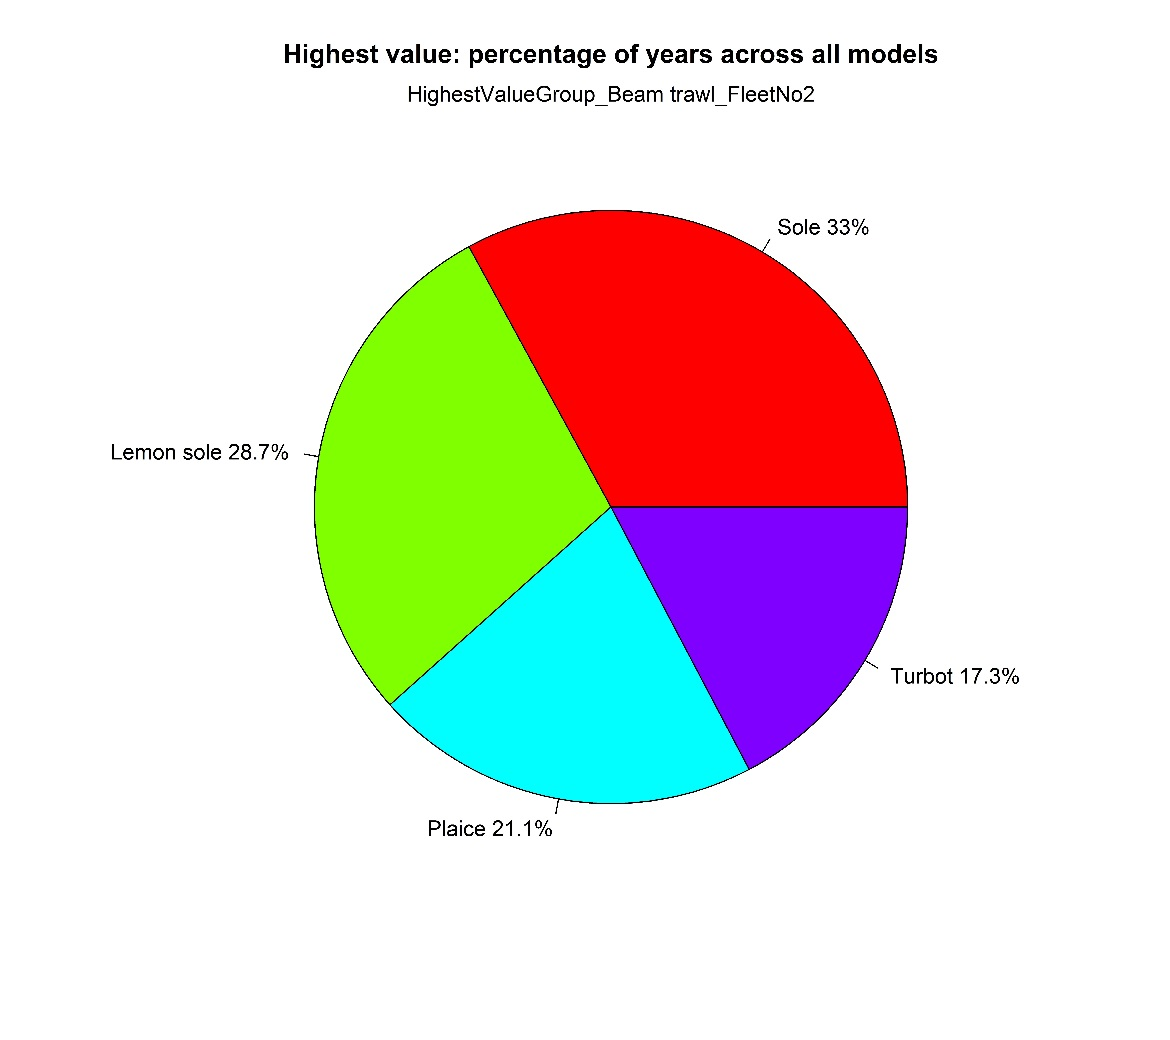 Highest value: percentage of years across all models
HighestValueGroup_Beam trawl_FleetNo2
Sole 33%
Lemon sole 28.7%
Turbot 17.3%
Plaice 21.1%